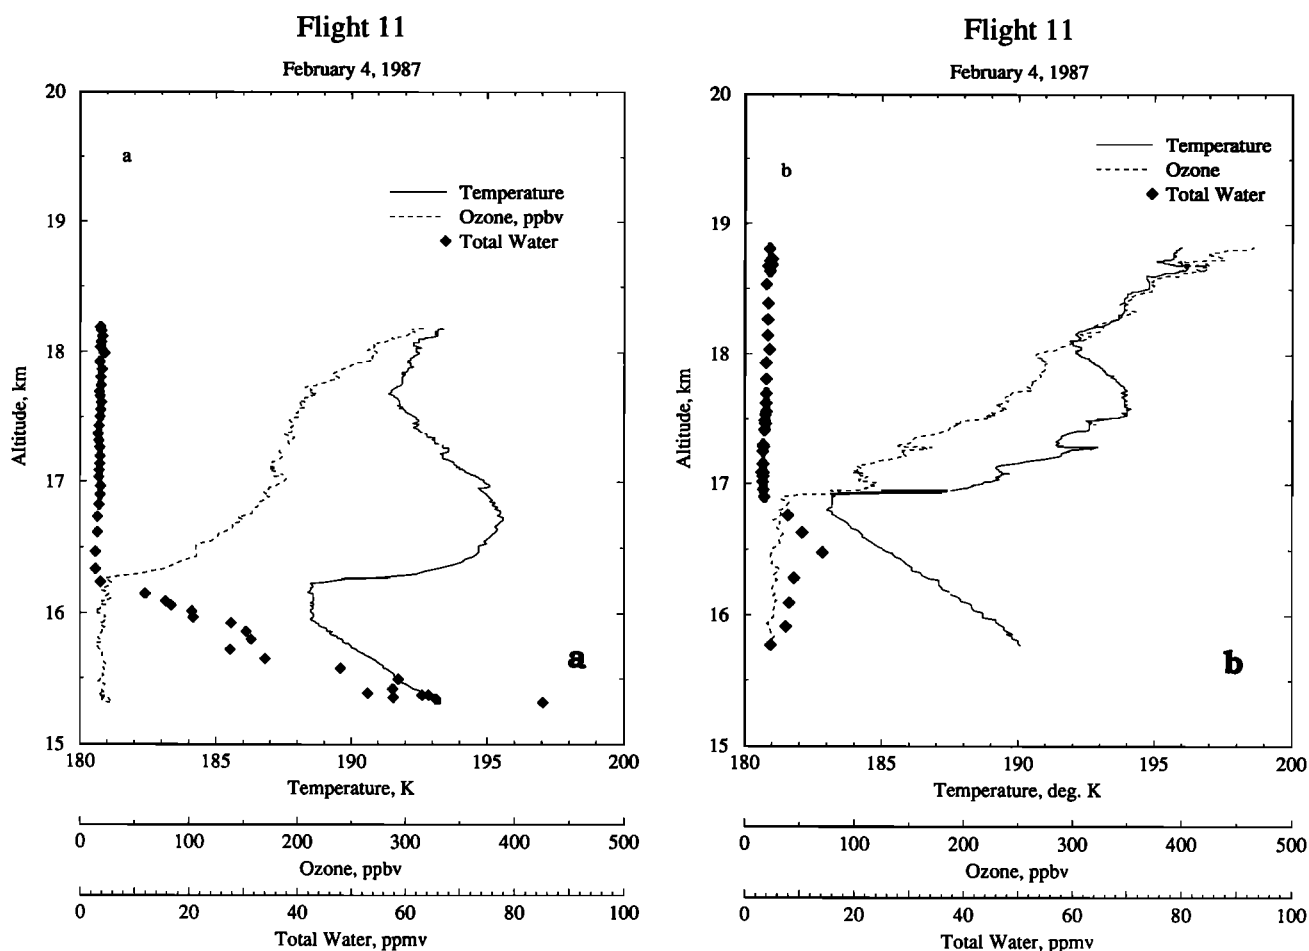 Flight 11
February 4, 1987
20
19
18
17
16
15
Altitude, km
a
Temperature
Ozone, ppbv
Total Water
a
180 185 190 195 200
Temperature, K
0 100 200 300 400 500
Ozone, ppbv
0 20 40 60 80 100
Total Water, ppmv
Flight 11
February 4, 1987
20
19
18
17
16
15
Altitude, km
b
Temperature
Ozone
Total Water
b
180 185 190 195 200
Temperature, deg. K
0 100 200 300 400 500
Ozone, ppbv
0 20 40 60 80 100
Total Water, ppmv